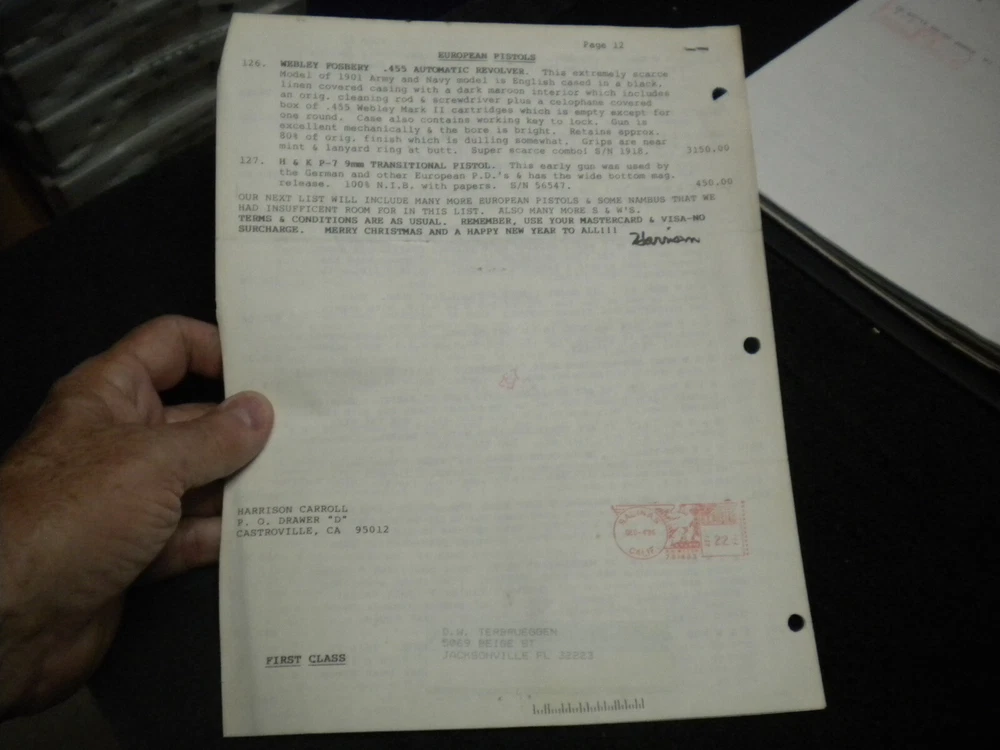 Page 12
EUROPEAN PISTOLS
126. WEBLEY FOSBERY .455 AUTOMATIC REVOLVER. This extremely scarce
Model of 1901 Army and Navy model is English cased in a black,
linen covered casing with a dark maroon interior which includes
an orig. cleaning rod & screwdriver plus a celophane covered
box of .455 Webley Mark II cartridges which is empty except for
one round. Case also contains working key to lock. Gun is
excellent mechanically & the bore is bright. Retains approx.
80% of orig. finish which is dulling somewhat. Grips are near
mint & lanyard ring at butt. Super scarce combo! S/N 1918. 3150.00
127. H & K P-7 9mm TRANSITIONAL PISTOL. This early gun was used by
the German and other European P.D.'s & has the wide bottom mag.
release. 100% N.I.B. with papers. S/N 56547. 450.00
OUR NEXT LIST WILL INCLUDE MANY MORE EUROPEAN PISTOLS & SOME NAMBUS THAT WE
HAD INSUFFICENT ROOM FOR IN THIS LIST. ALSO MANY MORE S & W'S.
TERMS & CONDITIONS ARE AS USUAL. REMEMBER, USE YOUR MASTERCARD & VISA-NO
SURCHARGE. MERRY CHRISTMAS AND A HAPPY NEW YEAR TO ALL!!!
HARRISON CARROLL
P. O. DRAWER "D"
CASTROVILLE, CA 95012
CALIF
22
D.W. TERBRUEGGEN
5069 BEIGE ST
JACKSONVILLE FL 32223
FIRST CLASS